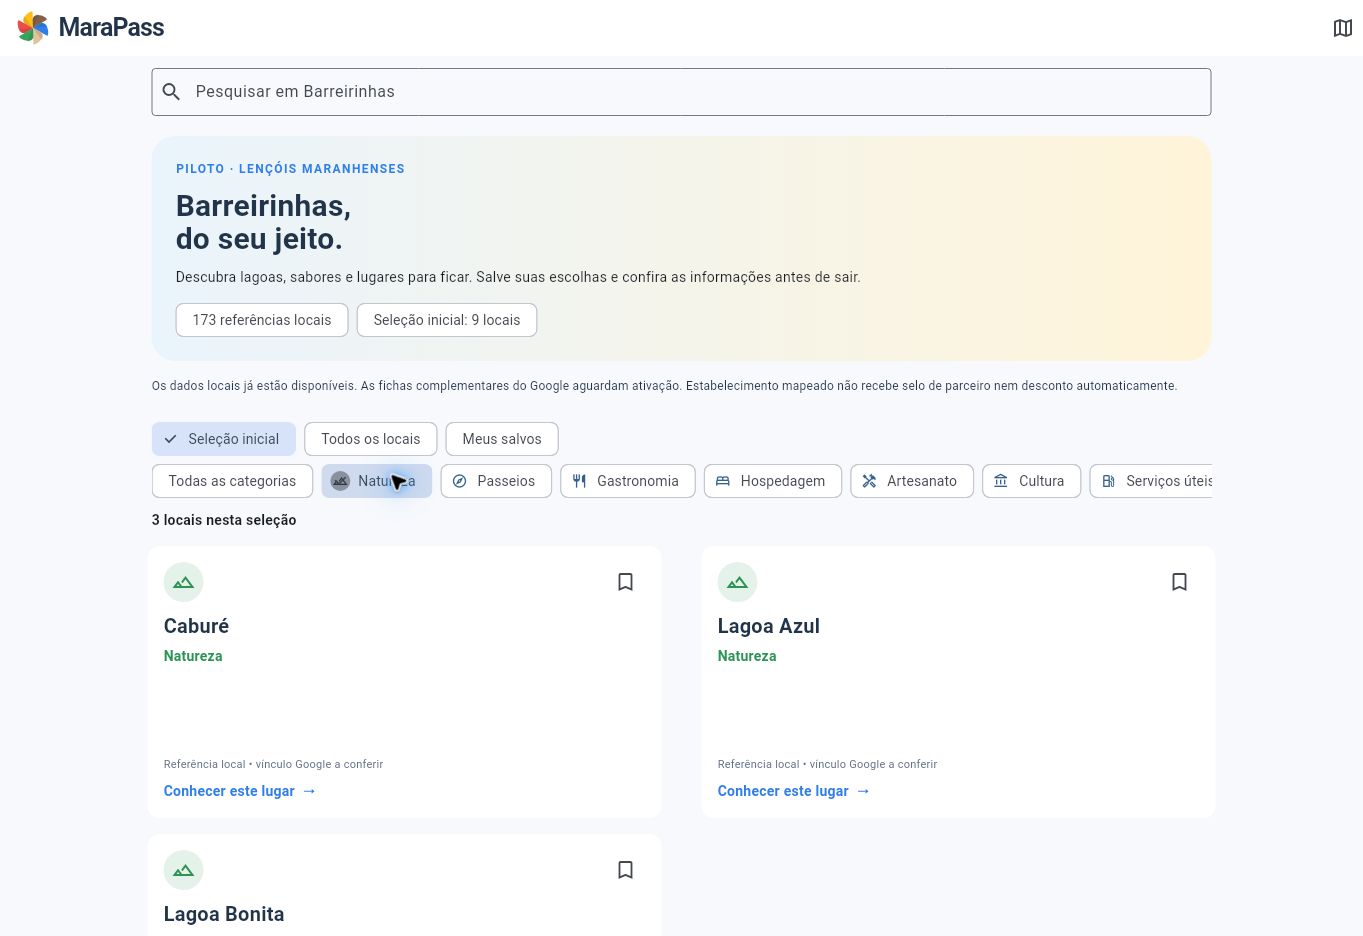 MaraPass
Pesquisar em Barreirinhas
PILOTO · LENÇÓIS MARANHENSES
Barreirinhas,
do seu jeito.
Descubra lagoas, sabores e lugares para ficar. Salve suas escolhas e confira as informações antes de sair.
173 referências locais
Seleção inicial: 9 locais
Os dados locais já estão disponíveis. As fichas complementares do Google aguardam ativação. Estabelecimento mapeado não recebe selo de parceiro nem desconto automaticamente.
Seleção inicial
Todos os locais
Meus salvos
Todas as categorias
Natureza
Passeios
Gastronomia
Hospedagem
Artesanato
Cultura
Serviços úteis
3 locais nesta seleção
Caburé
Natureza
Referência local • vínculo Google a conferir
Conhecer este lugar →
Lagoa Azul
Natureza
Referência local • vínculo Google a conferir
Conhecer este lugar →
Lagoa Bonita